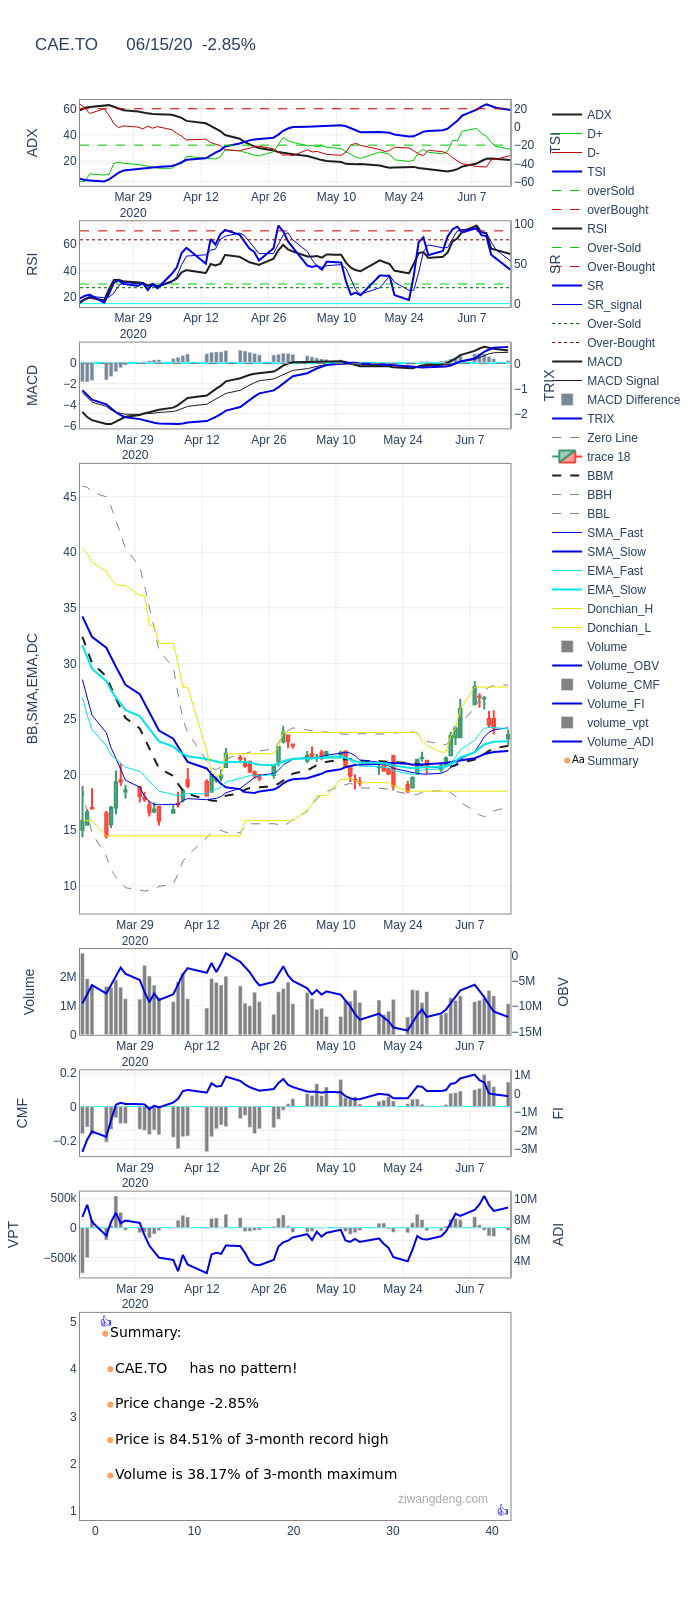 CAE.TO 06/15/20 -2.85%
ADX
60
40
20
20
0
−20
−40
−60
TSI
Mar 29
2020
Apr 12
Apr 26
May 10
May 24
Jun 7
RSI
60
40
20
100
50
0
SR
Mar 29
2020
Apr 12
Apr 26
May 10
May 24
Jun 7
MACD
0
−2
−4
−6
0
−1
−2
TRIX
Mar 29
2020
Apr 12
Apr 26
May 10
May 24
Jun 7
BB,SMA,EMA,DC
45
40
35
30
25
20
15
10
Mar 29
2020
Apr 12
Apr 26
May 10
May 24
Jun 7
Volume
2M
1M
0
0
−5M
−10M
−15M
OBV
Mar 29
2020
Apr 12
Apr 26
May 10
May 24
Jun 7
CMF
0.2
0
−0.2
1M
0
−1M
−2M
−3M
FI
Mar 29
2020
Apr 12
Apr 26
May 10
May 24
Jun 7
VPT
500k
0
−500k
10M
8M
6M
4M
ADI
Mar 29
2020
Apr 12
Apr 26
May 10
May 24
Jun 7
5
4
3
2
1
👍
Summary:
CAE.TO has no pattern!
Price change -2.85%
Price is 84.51% of 3-month record high
Volume is 38.17% of 3-month maximum
ziwangdeng.com
👍
0
10
20
30
40
ADX
D+
D-
TSI
overSold
overBought
RSI
Over-Sold
Over-Bought
SR
SR_signal
Over-Sold
Over-Bought
MACD
MACD Signal
MACD Difference
TRIX
Zero Line
trace 18
BBM
BBH
BBL
SMA_Fast
SMA_Slow
EMA_Fast
EMA_Slow
Donchian_H
Donchian_L
Volume
Volume_OBV
Volume_CMF
Volume_FI
volume_vpt
Volume_ADI
Aa Summary